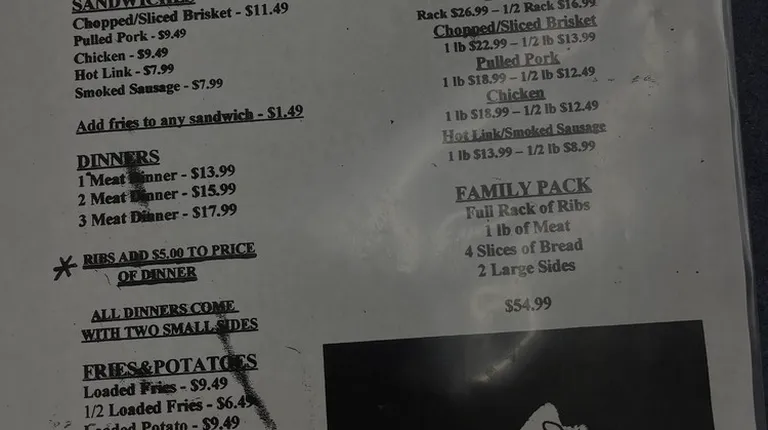 SANDWICHES
Chopped/Sliced Brisket - $11.49
Pulled Pork - $9.49
Chicken - $9.49
Hot Link - $7.99
Smoked Sausage - $7.99
Add fries to any sandwich - $1.49
DINNERS
1 Meat Dinner - $13.99
2 Meat Dinner - $15.99
3 Meat Dinner - $17.99
* RIBS ADD $5.00 TO PRICE
OF DINNER
ALL DINNERS COME
WITH TWO SMALL SIDES
FRIES&POTATOES
Loaded Fries - $9.49
1/2 Loaded Fries - $6.49
Loaded Potato - $9.49
Rack $26.99 – 1/2 Rack $16.99
Chopped/Sliced Brisket
1 lb $22.99 – 1/2 lb $13.99
Pulled Pork
1 lb $18.99 – 1/2 lb $12.49
Chicken
1 lb $18.99 – 1/2 lb $12.49
Hot Link/Smoked Sausage
1 lb $13.99 – 1/2 lb $8.99
FAMILY PACK
Full Rack of Ribs
1 lb of Meat
4 Slices of Bread
2 Large Sides
$54.99